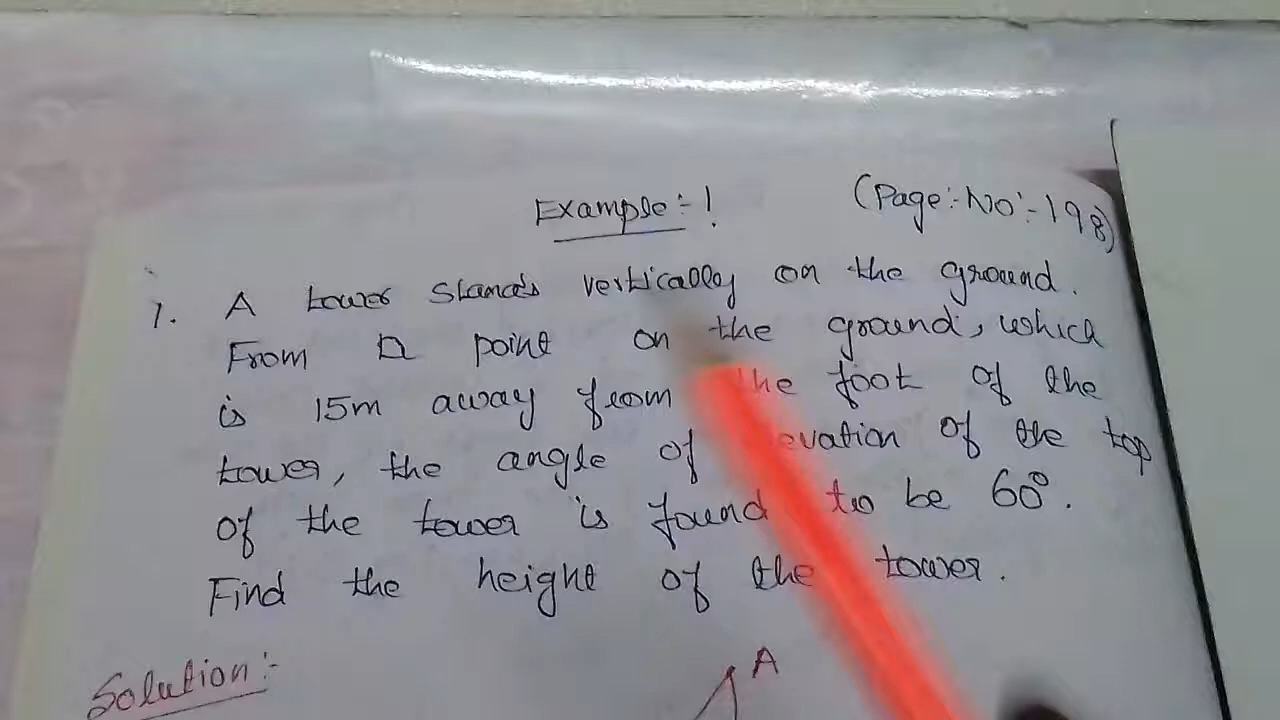 Example:- 1
(Page:-No:-198)
1. A tower stands vertically on the ground.
From a point on the ground, which
is 15m away from the foot of the
tower, the angle of evation of the top
of the tower is found to be 60°.
Find the height of the tower.
Solution:-
A